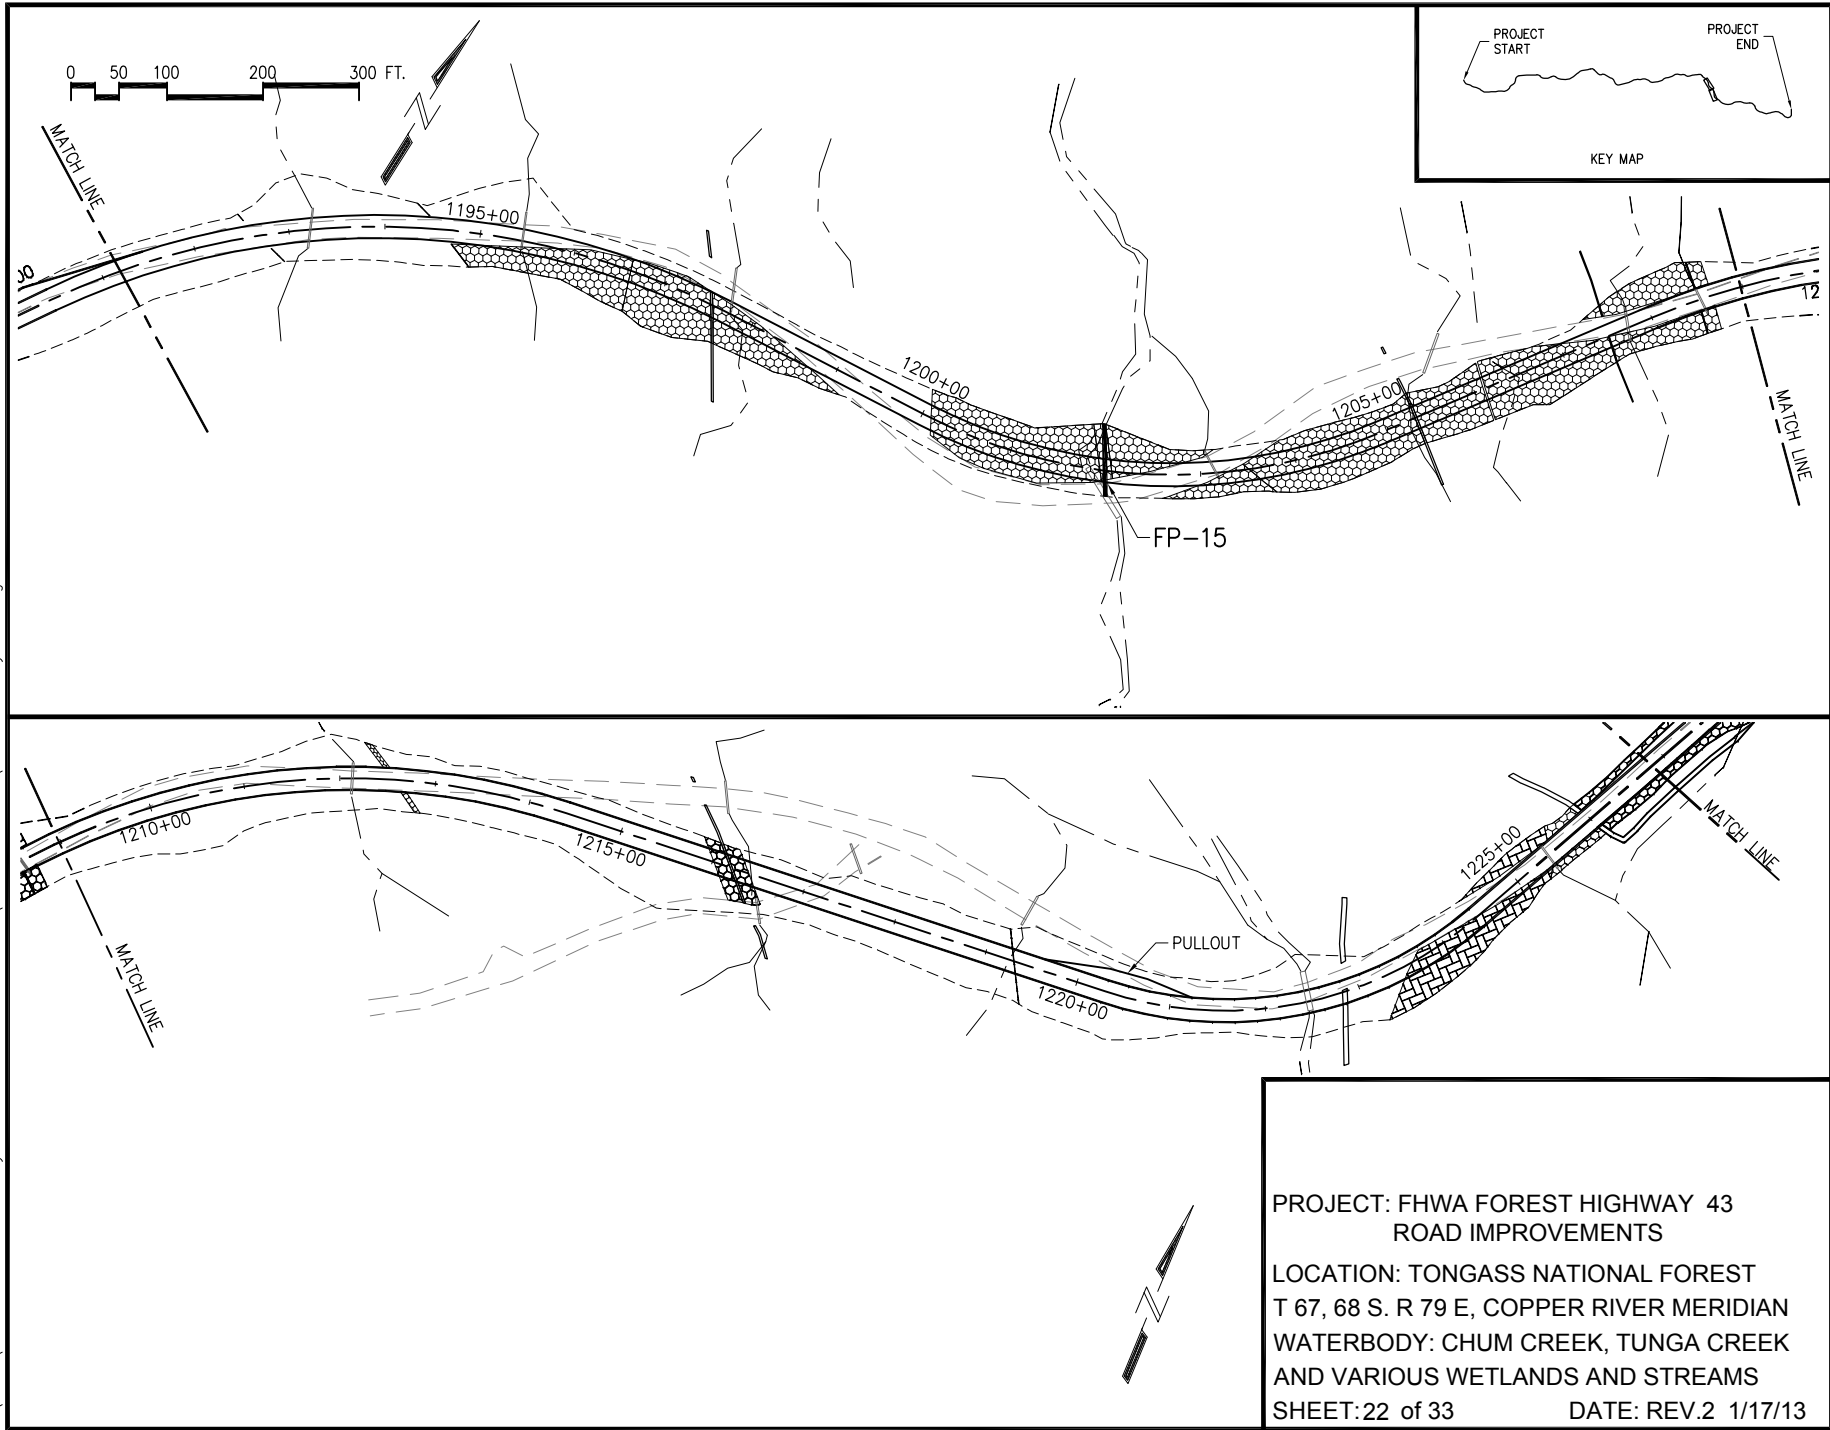 0 50 100 200 300 FT.
N
PROJECT
START
PROJECT
END
KEY MAP
MATCH LINE
00
1195+00
1200+00
1205+00
12
MATCH LINE
FP-15
1210+00
1215+00
1220+00
1225+00
PULLOUT
MATCH LINE
MATCH LINE
N
PROJECT: FHWA FOREST HIGHWAY 43
ROAD IMPROVEMENTS
LOCATION: TONGASS NATIONAL FOREST
T 67, 68 S. R 79 E, COPPER RIVER MERIDIAN
WATERBODY: CHUM CREEK, TUNGA CREEK
AND VARIOUS WETLANDS AND STREAMS
SHEET: 22 of 33 DATE: REV.2 1/17/13